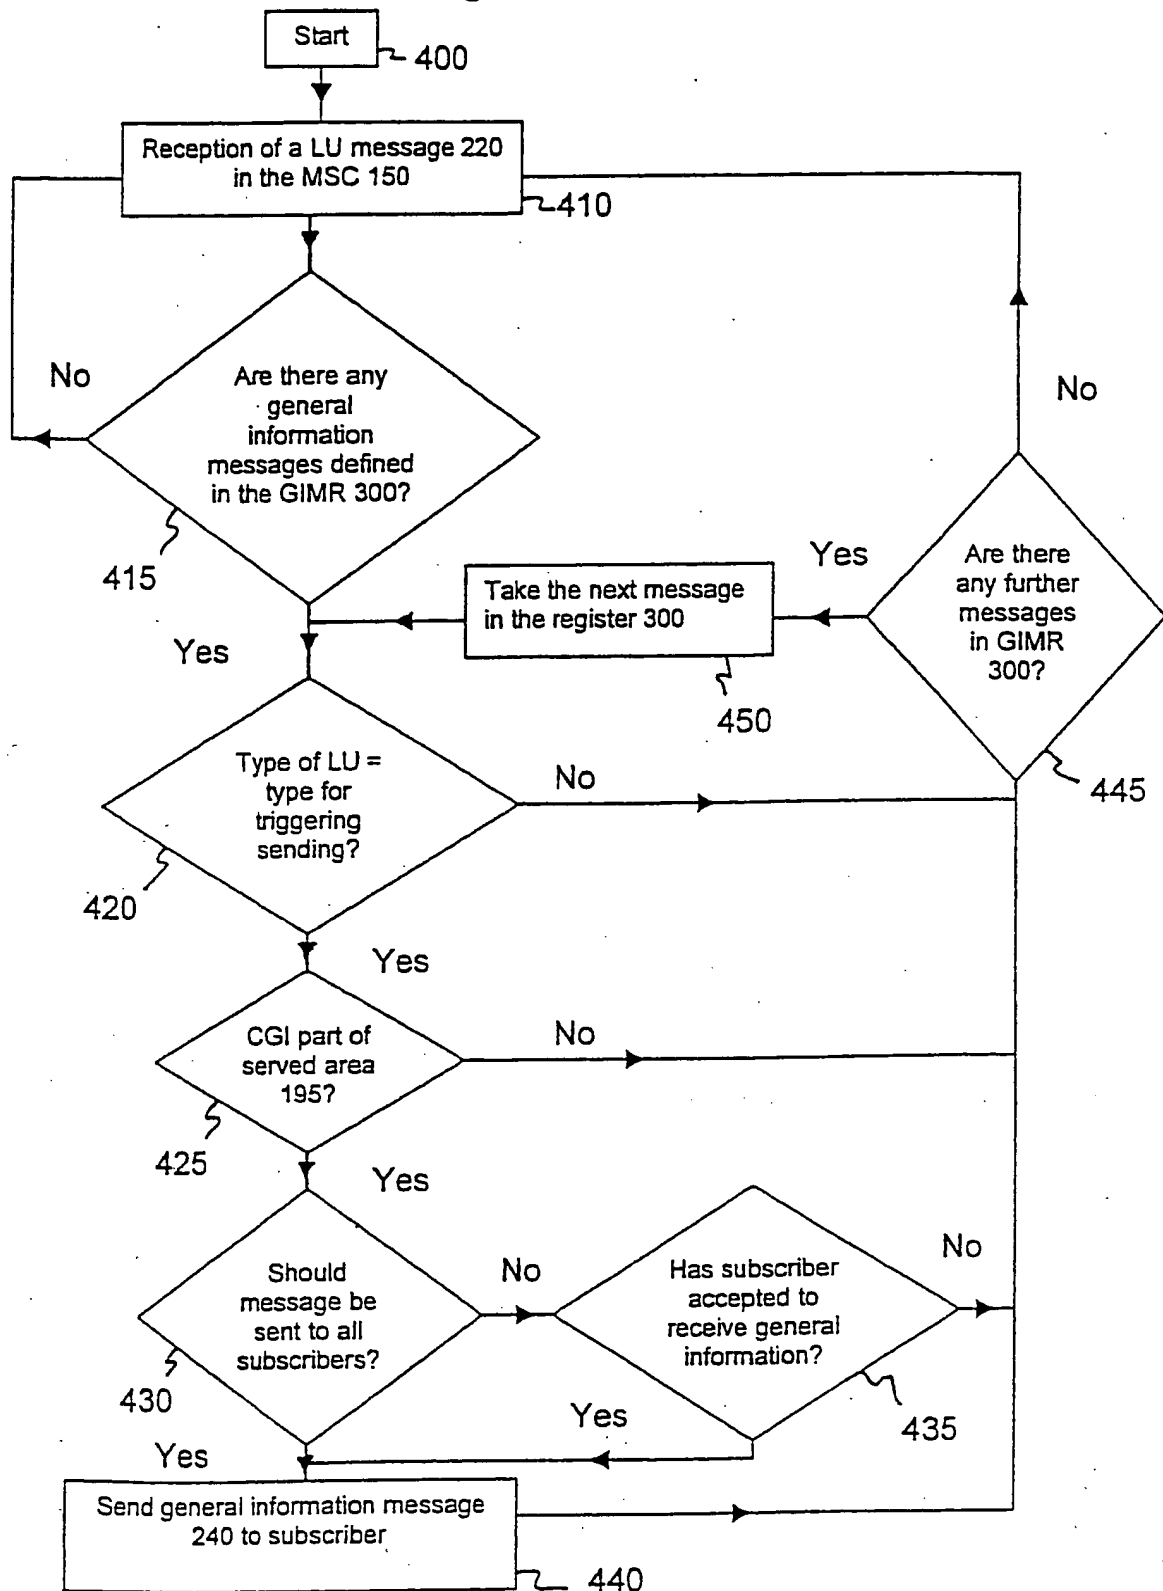 Start
400
Reception of a LU message 220
in the MSC 150
410
No
Are there any
general
information
messages defined
in the GIMR 300?
415
No
Yes
Are there
any further
messages
in GIMR
300?
445
Take the next message
in the register 300
450
Yes
Type of LU =
type for
triggering
sending?
No
420
Yes
CGI part of
served area
195?
No
425
Yes
Should
message be
sent to all
subscribers?
No
430
Has subscriber
accepted to
receive general
information?
No
435
Yes
Yes
Send general information message
240 to subscriber
440